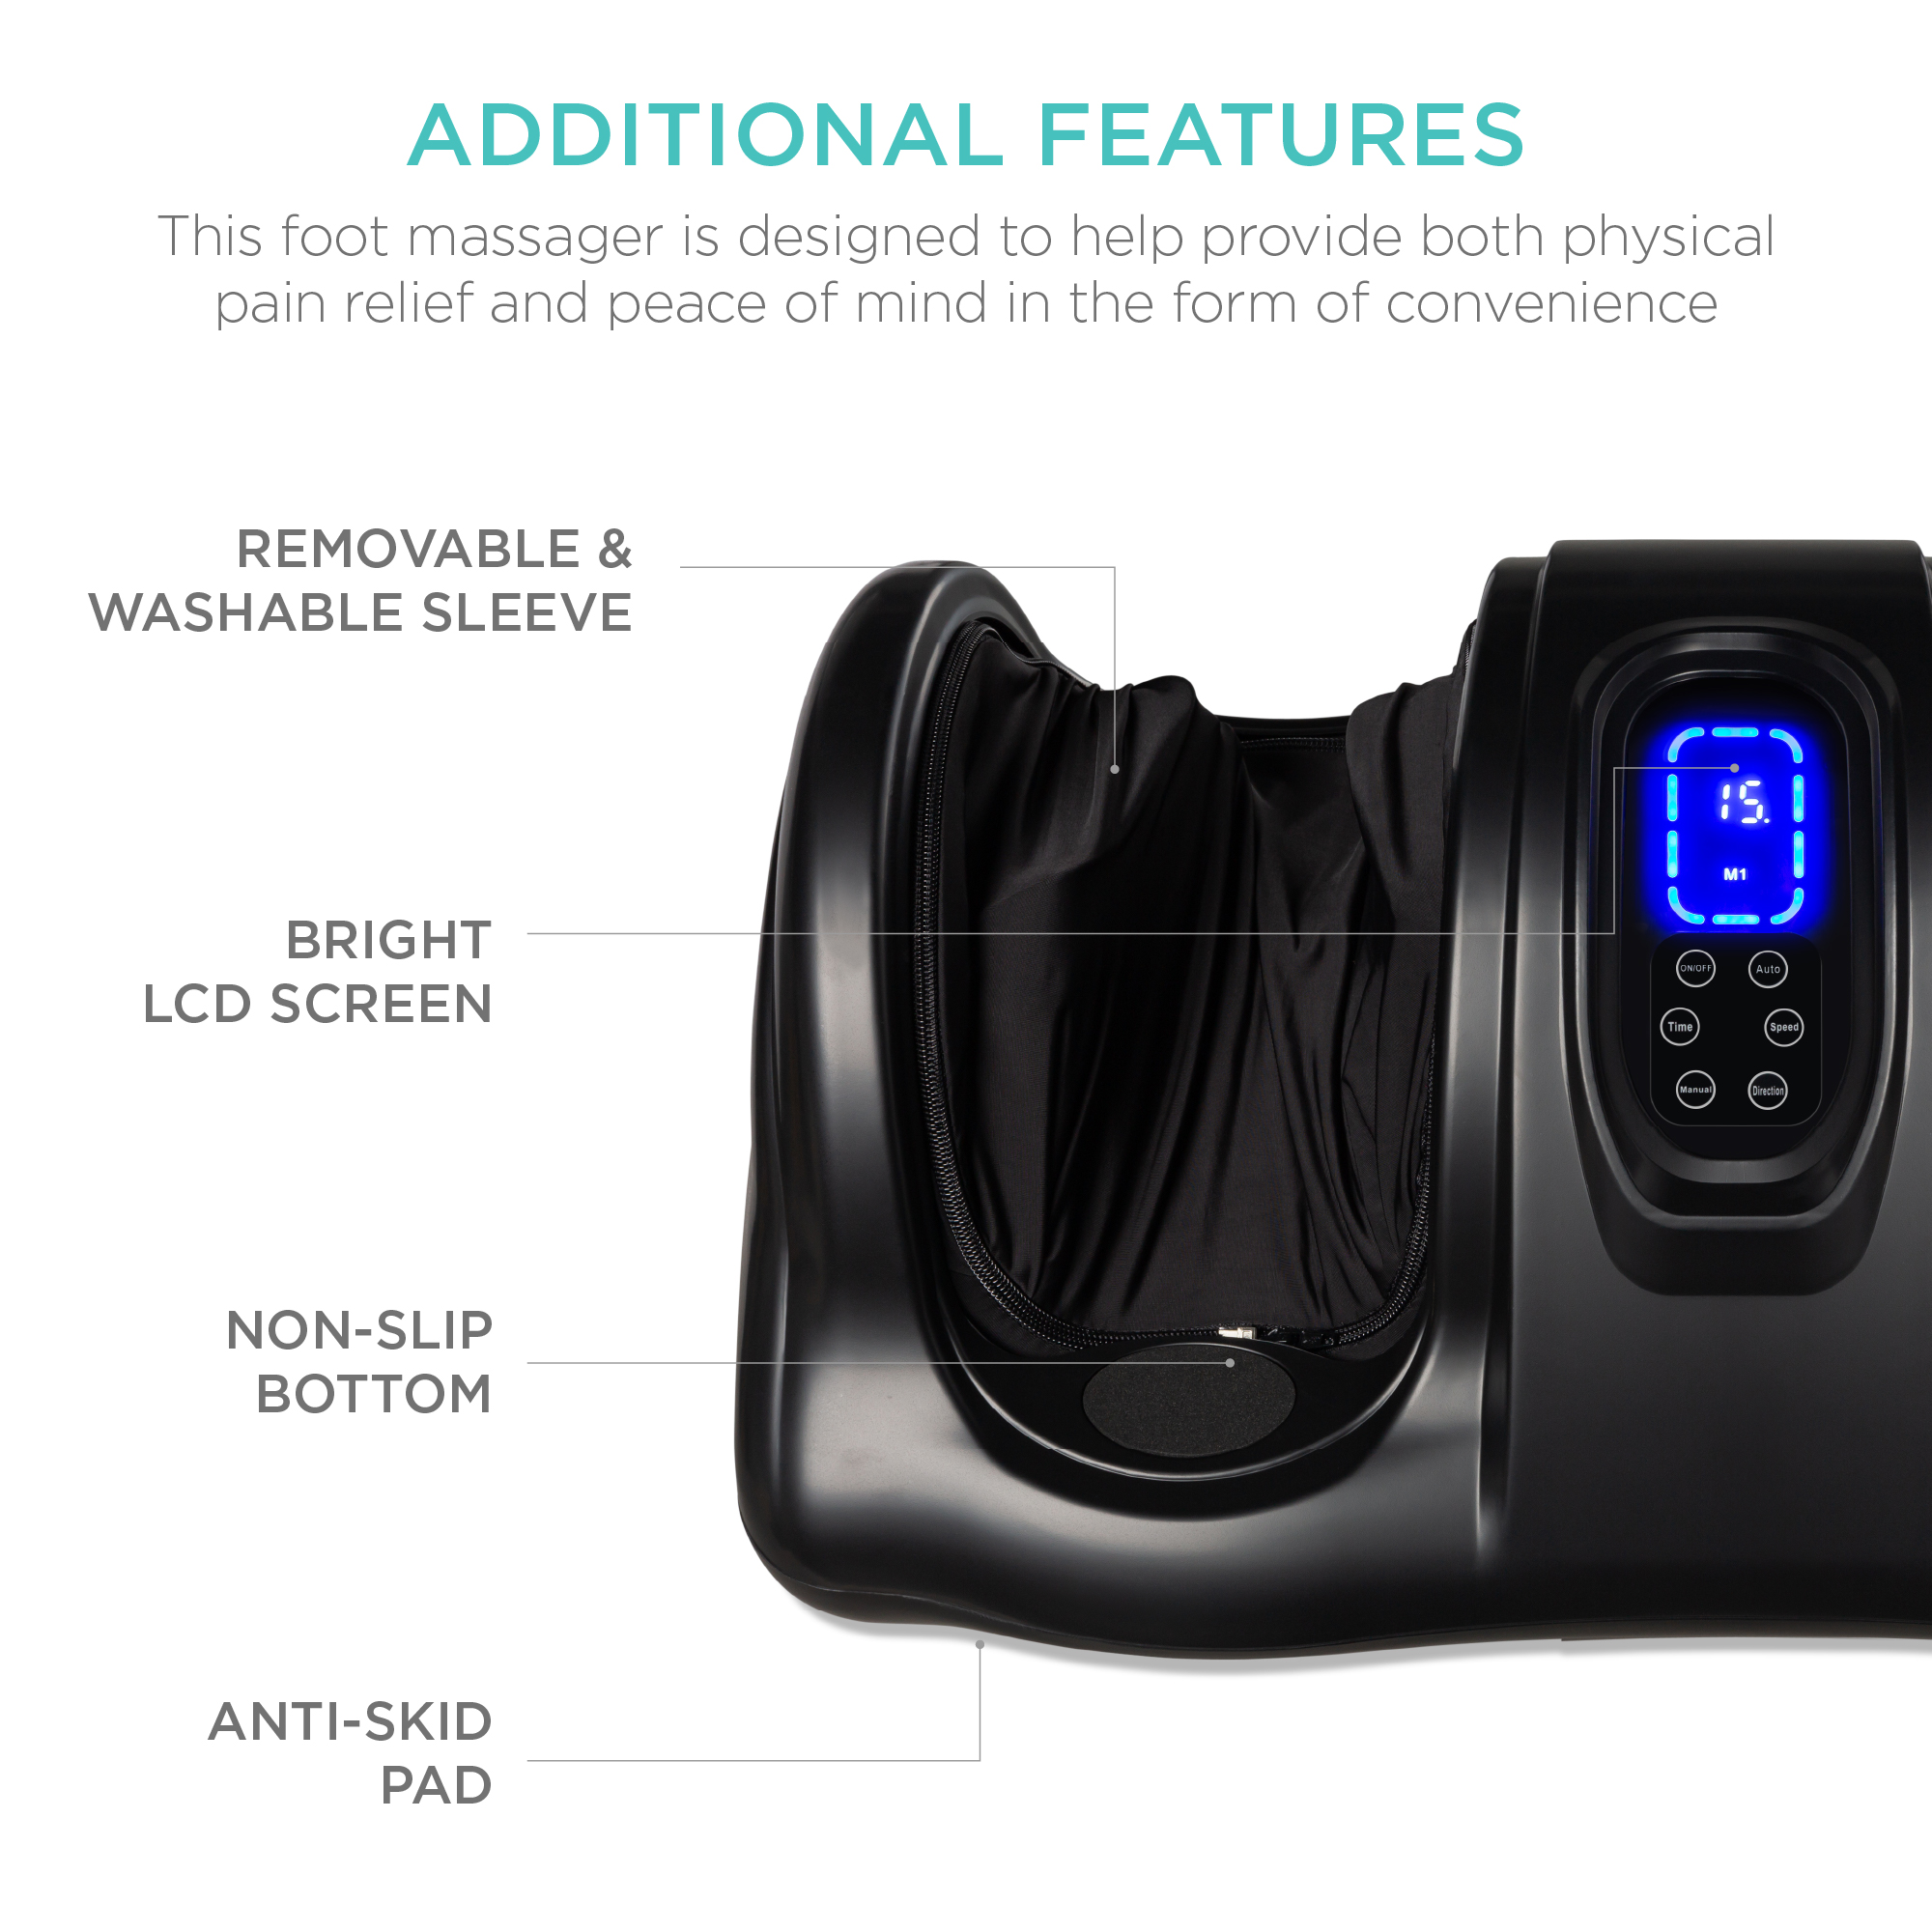 ADDITIONAL FEATURES
This foot massager is designed to help provide both physical
pain relief and peace of mind in the form of convenience
REMOVABLE &
WASHABLE SLEEVE
BRIGHT
LCD SCREEN
NON-SLIP
BOTTOM
ANTI-SKID
PAD
15.
M1
ON/OFF Auto
Time Speed
Manual Direction